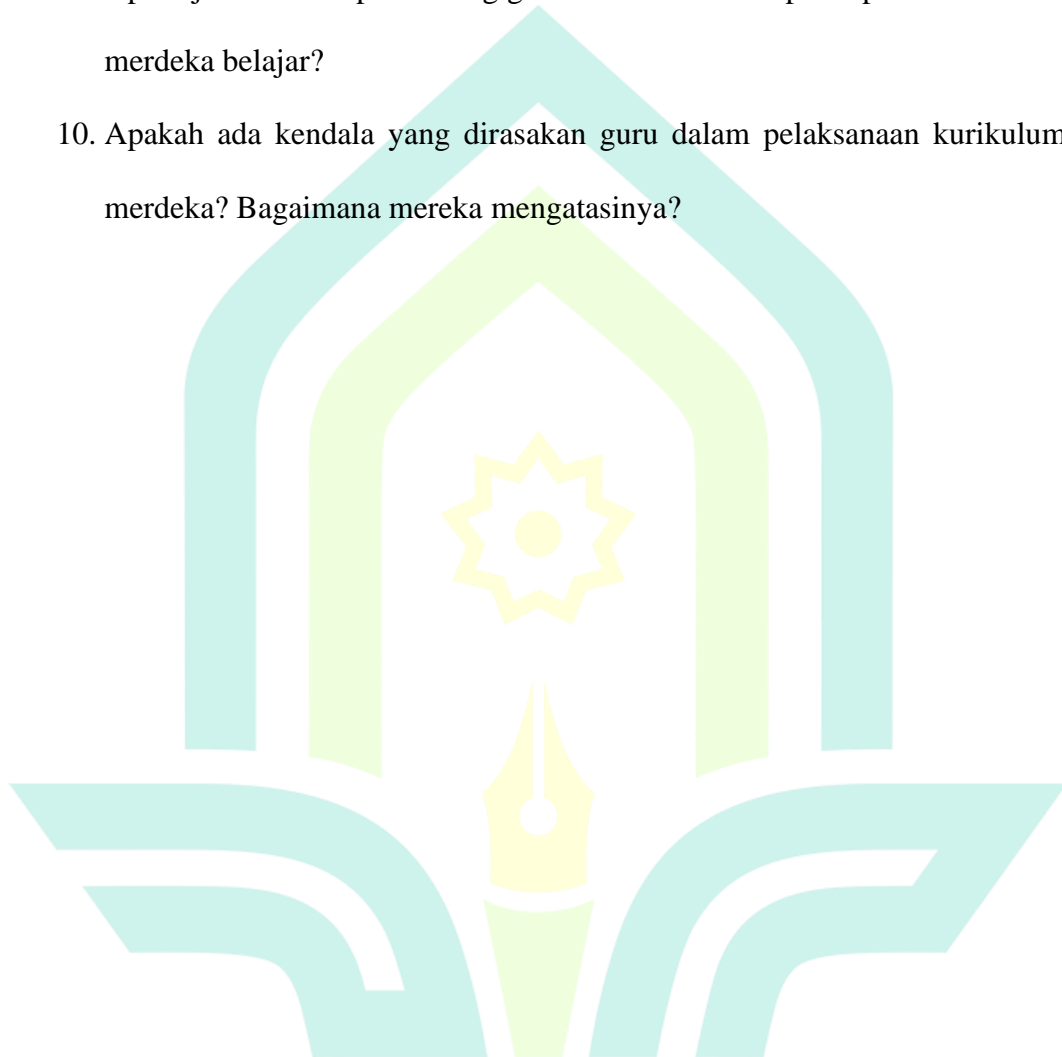 merdeka belajar?
10. Apakah ada kendala yang dirasakan guru dalam pelaksanaan kurikulum
merdeka? Bagaimana mereka mengatasinya?